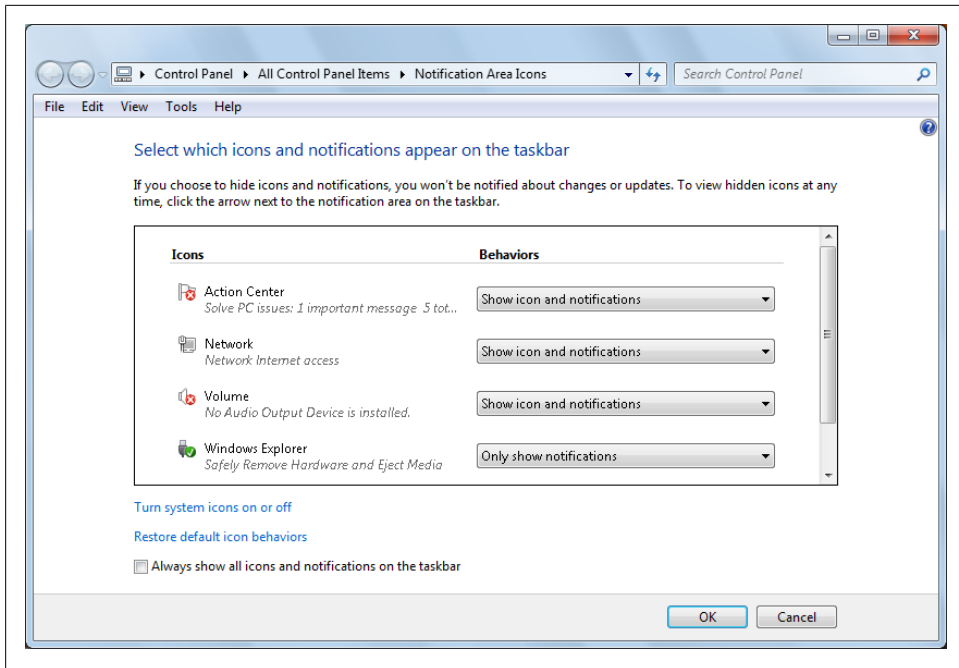 Control Panel ▸ All Control Panel Items ▸ Notification Area Icons
Search Control Panel
File Edit View Tools Help
Select which icons and notifications appear on the taskbar
If you choose to hide icons and notifications, you won't be notified about changes or updates. To view hidden icons at any
time, click the arrow next to the notification area on the taskbar.
Icons Behaviors
Action Center
Solve PC issues: 1 important message 5 tot...
Show icon and notifications
Network
Network Internet access
Show icon and notifications
Volume
No Audio Output Device is installed.
Show icon and notifications
Windows Explorer
Safely Remove Hardware and Eject Media
Only show notifications
Turn system icons on or off
Restore default icon behaviors
Always show all icons and notifications on the taskbar
OK Cancel